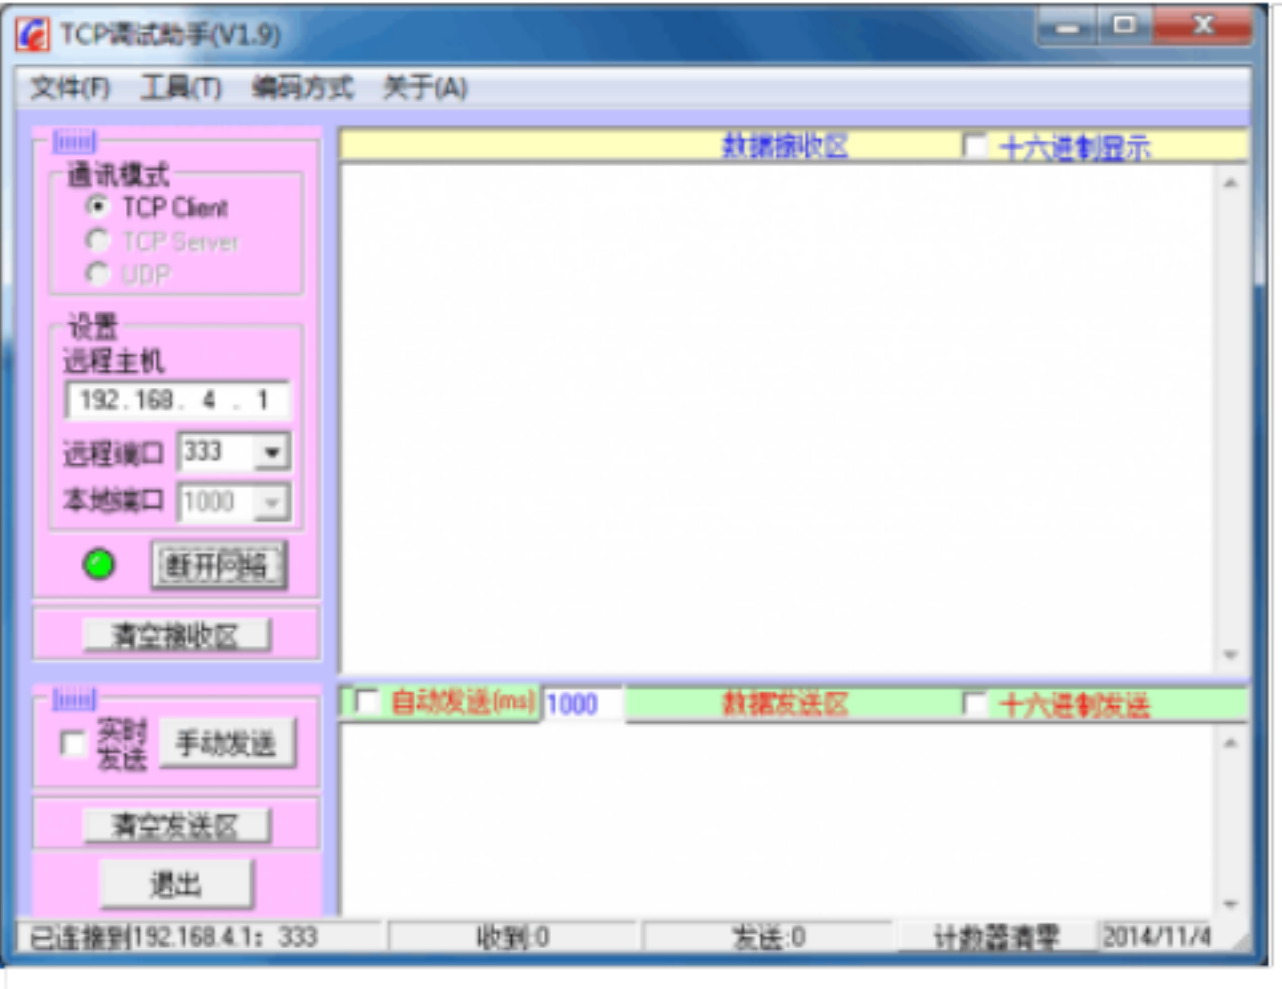 TCP调试助手(V1.9)
文件(F) 工具(T) 编码方式 关于(A)
通讯模式
TCP Client
TCP Server
UDP
设置
远程主机
192.168. 4 . 1
远程端口 333
本地端口 1000
断开网络
清空接收区
数据接收区 十六进制显示
自动发送(ms) 1000 数据发送区 十六进制发送
实时
发送
手动发送
清空发送区
退出
已连接到192.168.4.1: 333 收到:0 发送:0 计数器清零 2014/11/4